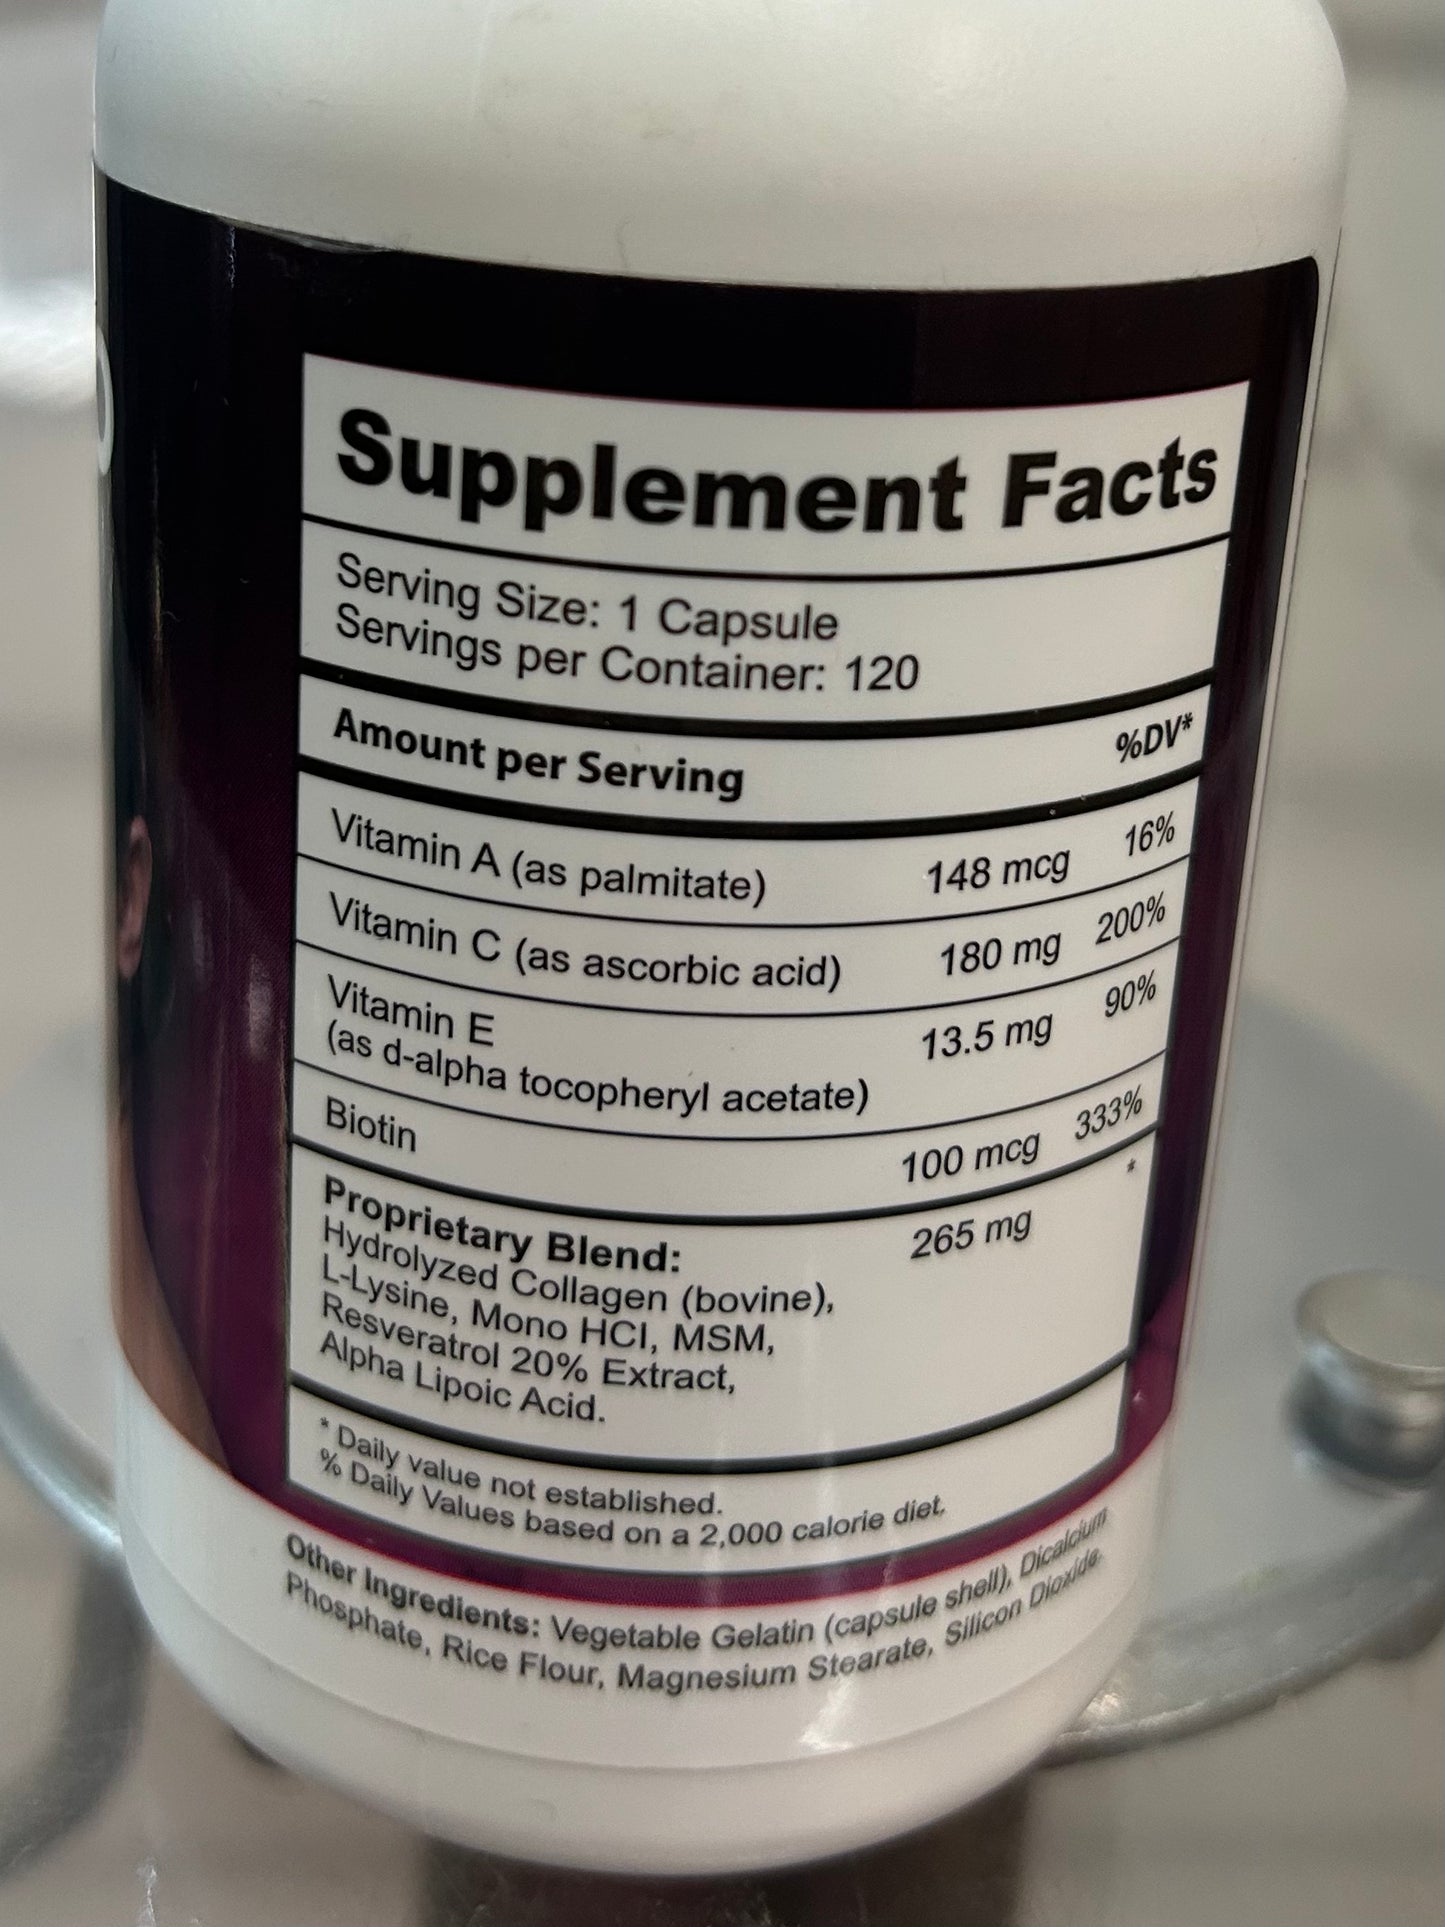 Supplement Facts
Serving Size: 1 Capsule
Servings per Container: 120
Amount per Serving %DV*
Vitamin A (as palmitate) 148 mcg 16%
Vitamin C (as ascorbic acid) 180 mg 200%
Vitamin E
(as d-alpha tocopheryl acetate) 13.5 mg 90%
Biotin 100 mcg 333%
Proprietary Blend: 265 mg *
Hydrolyzed Collagen (bovine),
L-Lysine, Mono HCI, MSM,
Resveratrol 20% Extract,
Alpha Lipoic Acid.
* Daily value not established.
% Daily Values based on a 2,000 calorie diet.
Other Ingredients: Vegetable Gelatin (capsule shell), Dicalcium
Phosphate, Rice Flour, Magnesium Stearate, Silicon Dioxide.